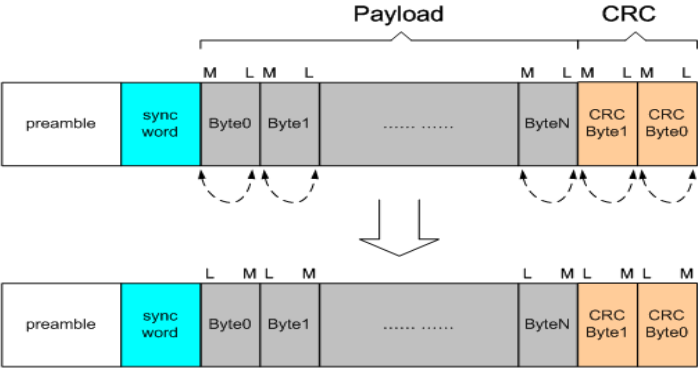 Payload CRC
M L M L M L M L M L
preamble sync word Byte0 Byte1 ...... ...... ByteN CRC Byte1 CRC Byte0
L M L M L M L M L M
preamble sync word Byte0 Byte1 ...... ...... ByteN CRC Byte1 CRC Byte0